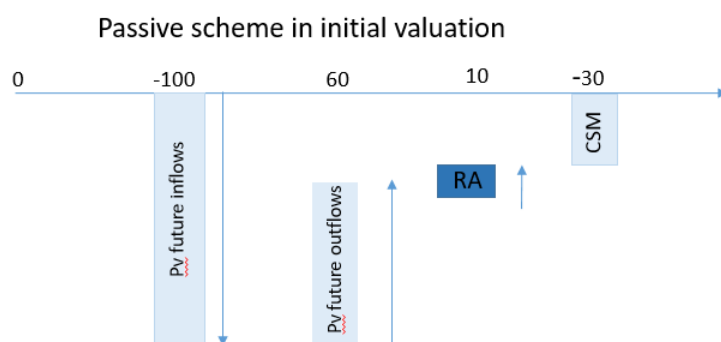 Passive scheme in initial valuation
0 -100 60 10 -30
Pv future inflows
Pv future outflows
RA
CSM